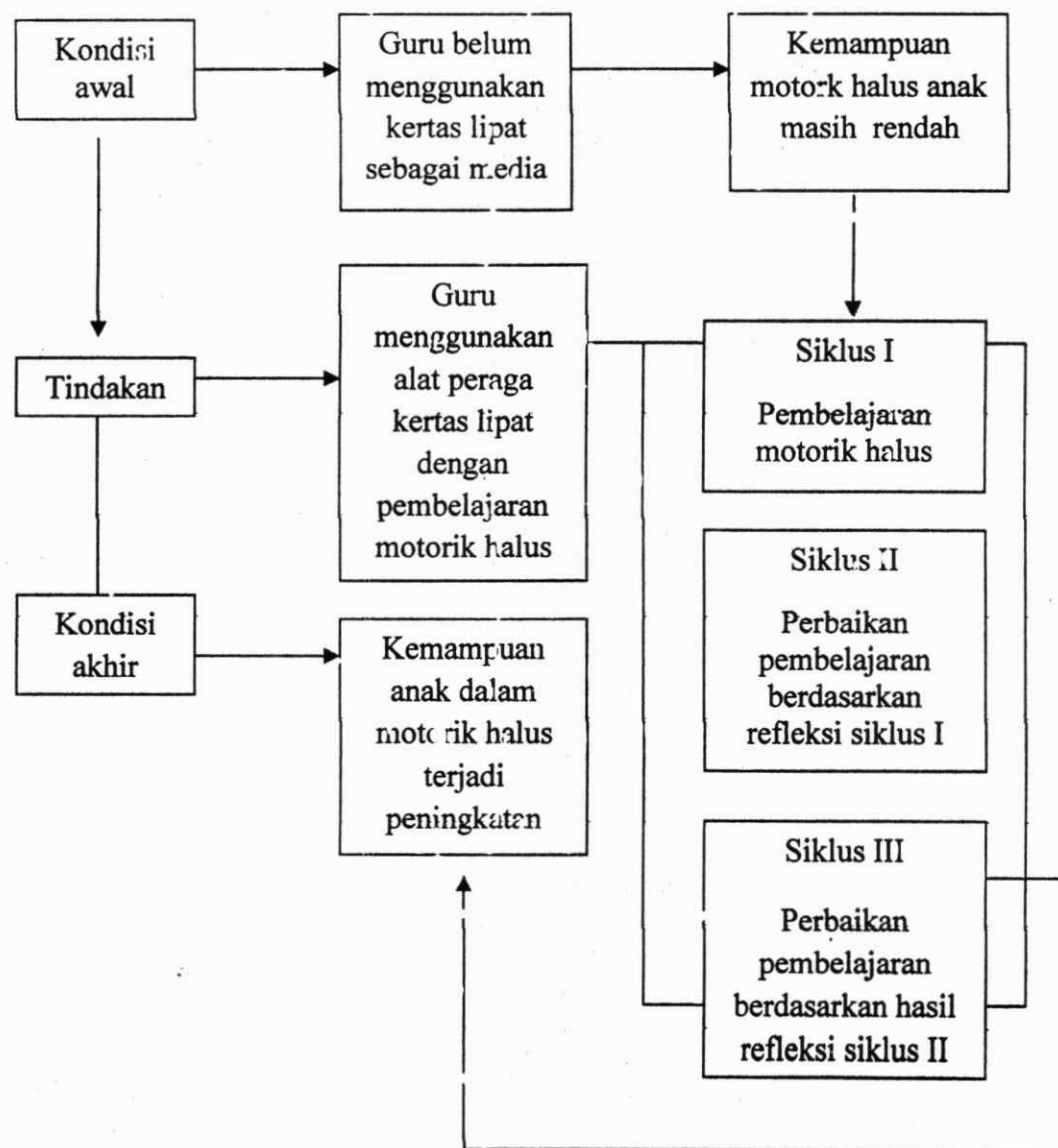 Kondisi
awal
Guru belum
menggunakan
kertas lipat
sebagai media
Kemampuan
motork halus anak
masih rendah
Tindakan
Guru
menggunakan
alat peraga
kertas lipat
dengan
pembelajaran
motorik halus
Siklus I
Pembelajaran
motorik halus
Siklus II
Perbaikan
pembelajaran
berdasarkan
refleksi siklus I
Kondisi
akhir
Kemampuan
anak dalam
motorik halus
terjadi
peningkatan
Siklus III
Perbaikan
pembelajaran
berdasarkan hasil
refleksi siklus II